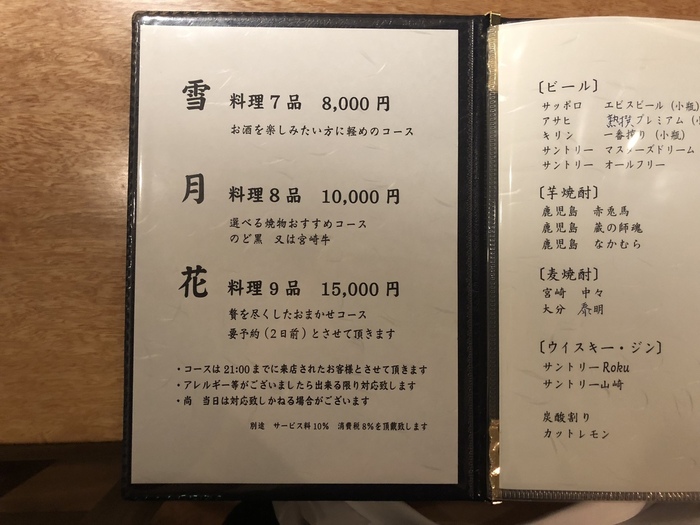 雪 料理7品 8,000円
お酒を楽しみたい方に軽めのコース
月 料理8品 10,000円
選べる焼物おすすめコース
のど黒 又は宮崎牛
花 料理9品 15,000円
贅を尽くしたおまかせコース
要予約(2日前)とさせて頂きます
・コースは21:00までに来店されたお客様とさせて頂きます
・アレルギー等がございましたら出来る限り対応致します
・尚 当日は対応致しかねる場合がございます
別途 サービス料10% 消費税8%を頂戴致します
[ビール]
サッポロ ヱビスビール(小瓶)
アサヒ 熟撰プレミアム
キリン 一番搾り(小瓶)
サントリー マスターズドリーム
サントリー オールフリー
[芋焼酎]
鹿児島 赤兎馬
鹿児島 蔵の師魂
鹿児島 なかむら
[麦焼酎]
宮崎 中々
大分 泰明
[ウイスキー・ジン]
サントリーRoku
サントリー山崎
炭酸割り
カットレモン